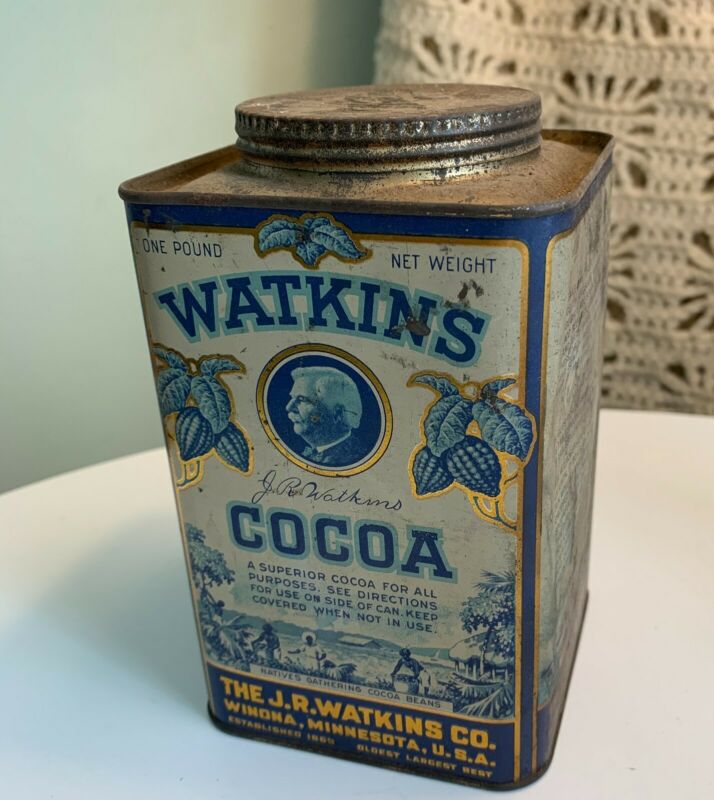 ONE POUND
NET WEIGHT
WATKINS
J.R. Watkins
COCOA
A SUPERIOR COCOA FOR ALL
PURPOSES. SEE DIRECTIONS
FOR USE ON SIDE OF CAN. KEEP
COVERED WHEN NOT IN USE.
NATIVES GATHERING COCOA BEANS
THE J.R.WATKINS CO.
WINONA, MINNESOTA, U.S.A.
ESTABLISHED 1868 OLDEST LARGEST BEST